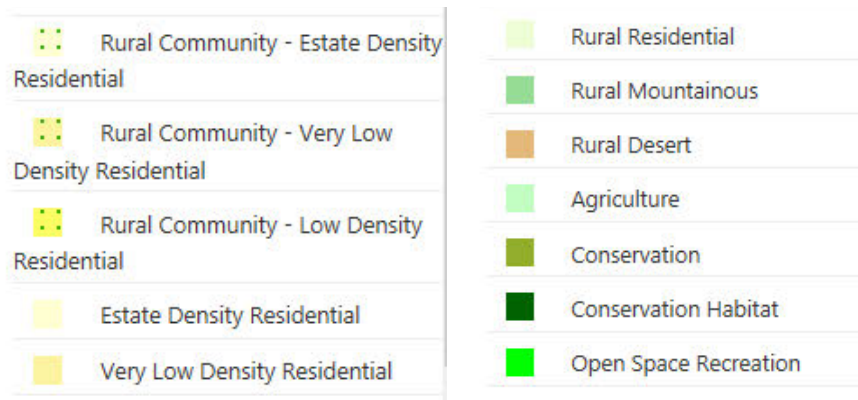 Rural Community - Estate Density
Residential
Rural Community - Very Low
Density Residential
Rural Community - Low Density
Residential
Estate Density Residential
Very Low Density Residential
Rural Residential
Rural Mountainous
Rural Desert
Agriculture
Conservation
Conservation Habitat
Open Space Recreation